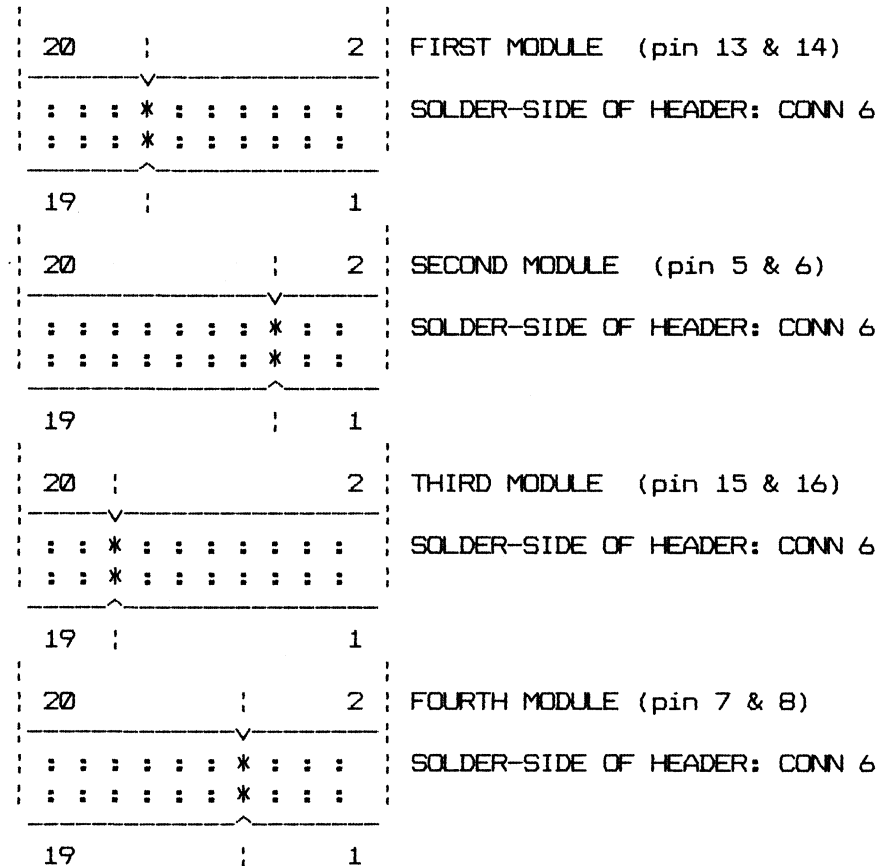 20 ¦ 2 FIRST MODULE (pin 13 & 14)
: : : * : : : : : : SOLDER-SIDE OF HEADER: CONN 6
: : : * : : : : : :
19 ¦ 1
20 ¦ 2 SECOND MODULE (pin 5 & 6)
: : : : : : : * : : SOLDER-SIDE OF HEADER: CONN 6
: : : : : : : * : :
19 ¦ 1
20 ¦ 2 THIRD MODULE (pin 15 & 16)
: : * : : : : : : : SOLDER-SIDE OF HEADER: CONN 6
: : * : : : : : : :
19 ¦ 1
20 ¦ 2 FOURTH MODULE (pin 7 & 8)
: : : : : : * : : : SOLDER-SIDE OF HEADER: CONN 6
: : : : : : * : : :
19 ¦ 1